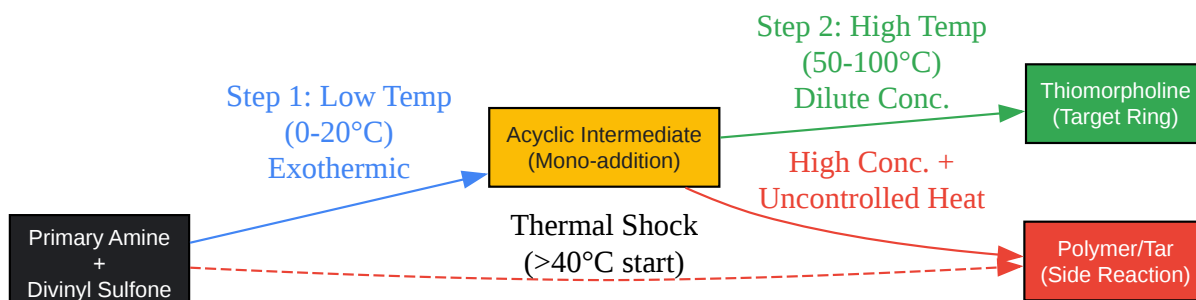 Step 1: Low Temp
(0-20°C)
Exothermic
Step 2: High Temp
(50-100°C)
Dilute Conc.
Thiomorpholine
(Target Ring)
Acyclic Intermediate
(Mono-addition)
High Conc. +
Uncontrolled Heat
Primary Amine
+
Divinyl Sulfone
Thermal Shock
(>40°C start)
Polymer/Tar
(Side Reaction)